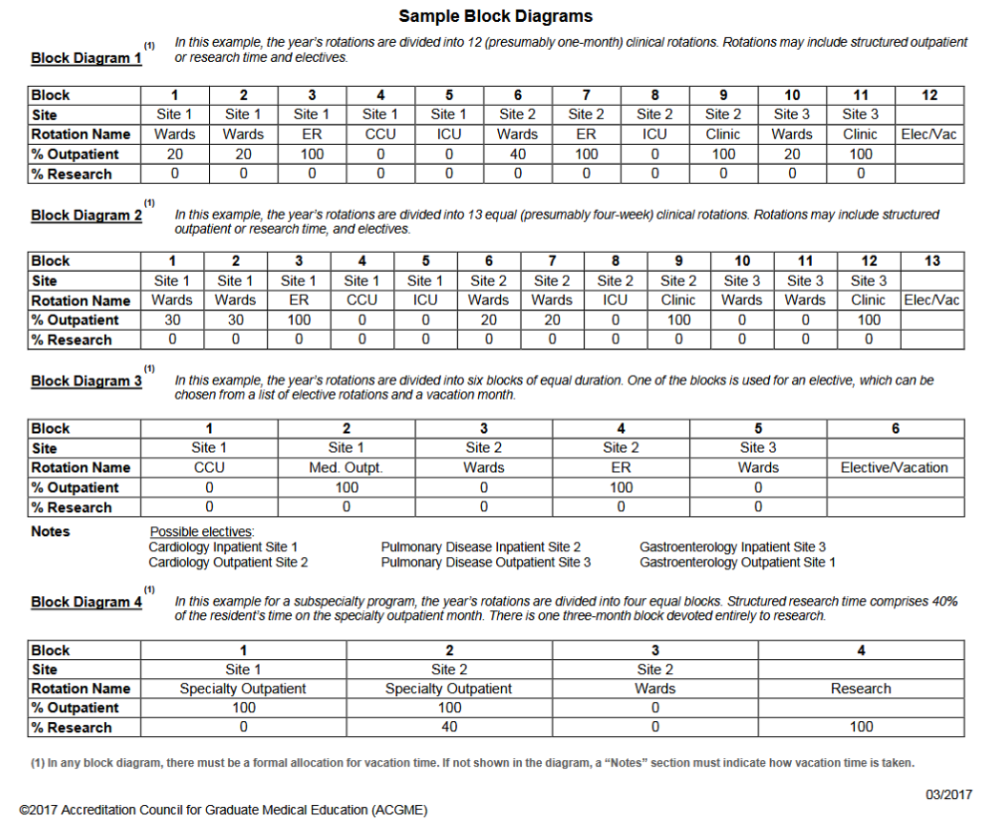 Sample Block Diagrams
Block Diagram 1 (1) In this example, the year's rotations are divided into 12 (presumably one-month) clinical rotations. Rotations may include structured outpatient
or research time and electives.
Block 1 2 3 4 5 6 7 8 9 10 11 12
Site Site 1 Site 1 Site 1 Site 1 Site 1 Site 2 Site 2 Site 2 Site 2 Site 3 Site 3
Rotation Name Wards Wards ER CCU ICU Wards ER ICU Clinic Wards Clinic Elec/Vac
% Outpatient 20 20 100 0 0 40 100 0 100 20 100
% Research 0 0 0 0 0 0 0 0 0 0 0
Block Diagram 2 (1) In this example, the year's rotations are divided into 13 equal (presumably four-week) clinical rotations. Rotations may include structured
outpatient or research time, and electives.
Block 1 2 3 4 5 6 7 8 9 10 11 12 13
Site Site 1 Site 1 Site 1 Site 1 Site 1 Site 2 Site 2 Site 2 Site 2 Site 3 Site 3 Site 3
Rotation Name Wards Wards ER CCU ICU Wards Wards ICU Clinic Wards Wards Clinic Elec/Vac
% Outpatient 30 30 100 0 0 20 20 0 100 0 0 100
% Research 0 0 0 0 0 0 0 0 0 0 0 0
Block Diagram 3 (1) In this example, the year's rotations are divided into six blocks of equal duration. One of the blocks is used for an elective, which can be
chosen from a list of elective rotations and a vacation month.
Block 1 2 3 4 5 6
Site Site 1 Site 1 Site 2 Site 2 Site 3
Rotation Name CCU Med. Outpt. Wards ER Wards Elective/Vacation
% Outpatient 0 100 0 100 0
% Research 0 0 0 0 0
Notes Possible electives:
Cardiology Inpatient Site 1 Pulmonary Disease Inpatient Site 2 Gastroenterology Inpatient Site 3
Cardiology Outpatient Site 2 Pulmonary Disease Outpatient Site 3 Gastroenterology Outpatient Site 1
Block Diagram 4 (1) In this example for a subspecialty program, the year's rotations are divided into four equal blocks. Structured research time comprises 40%
of the resident's time on the specialty outpatient month. There is one three-month block devoted entirely to research.
Block 1 2 3 4
Site Site 1 Site 2 Site 2
Rotation Name Specialty Outpatient Specialty Outpatient Wards Research
% Outpatient 100 100 0
% Research 0 40 0 100
(1) In any block diagram, there must be a formal allocation for vacation time. If not shown in the diagram, a “Notes” section must indicate how vacation time is taken.
03/2017
©2017 Accreditation Council for Graduate Medical Education (ACGME)